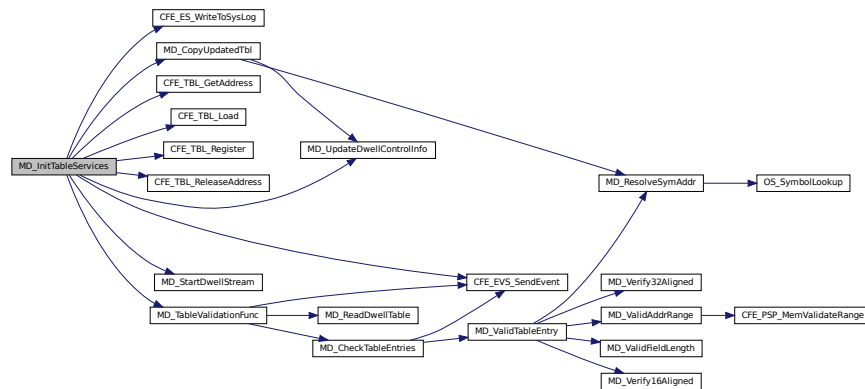 CFE_ES_WriteToSysLog
MD_CopyUpdatedTbl
CFE_TBL_GetAddress
CFE_TBL_Load
CFE_TBL_Register
MD_UpdateDwellControlInfo
MD_InitTableServices
CFE_TBL_ReleaseAddress
MD_ResolveSymAddr
OS_SymbolLookup
MD_StartDwellStream
CFE_EVS_SendEvent
MD_Verify32Aligned
MD_TableValidationFunc
MD_ReadDwellTable
MD_ValidAddrRange
CFE_PSP_MemValidateRange
MD_CheckTableEntries
MD_ValidTableEntry
MD_ValidFieldLength
MD_Verify16Aligned